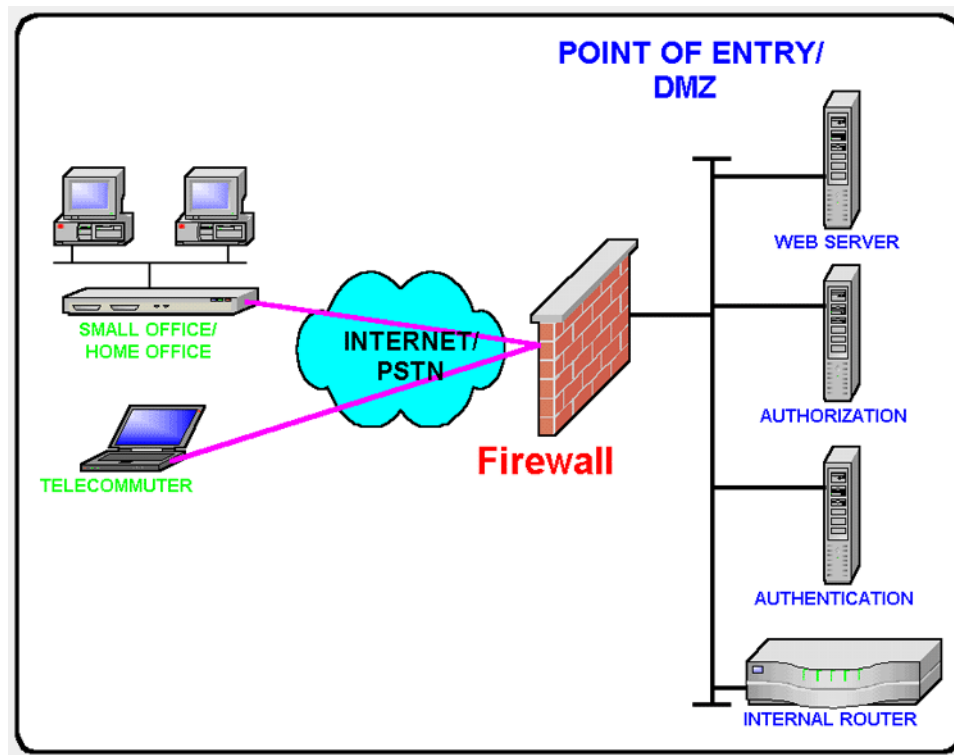 POINT OF ENTRY/
DMZ
WEB SERVER
SMALL OFFICE/
HOME OFFICE
INTERNET/
PSTN
AUTHORIZATION
Firewall
TELECOMMUTER
AUTHENTICATION
INTERNAL ROUTER